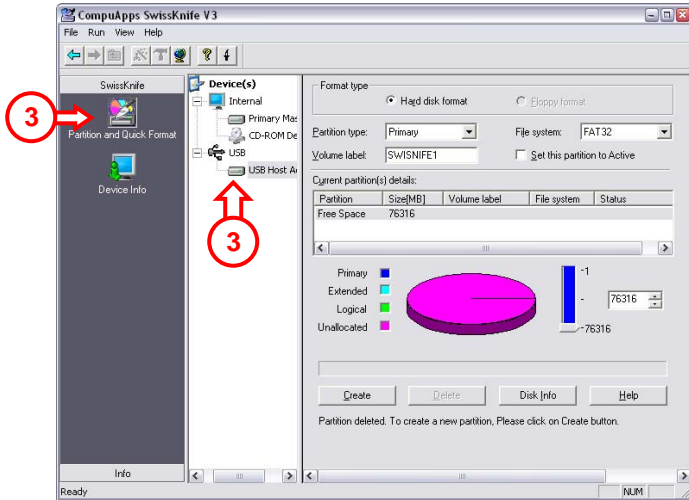 CompuApps SwissKnife V3
File Run View Help
SwissKnife
3
Partition and Quick Format
Device Info
Info
Device(s)
Internal
Primary Mas
CD-ROM De
USB
USB Host A
3
Format type
Hard disk format
Floppy format
Partition type: Primary
File system: FAT32
Volume label: SWISNIFE1
Set this partition to Active
Current partition(s) details:
Partition Size[MB] Volume label File system Status
Free Space 76316
Primary
Extended
Logical
Unallocated
-1
-
76316
-76316
Create Delete Disk Info Help
Partition deleted. To create a new partition, Please click on Create button.
Ready NUM